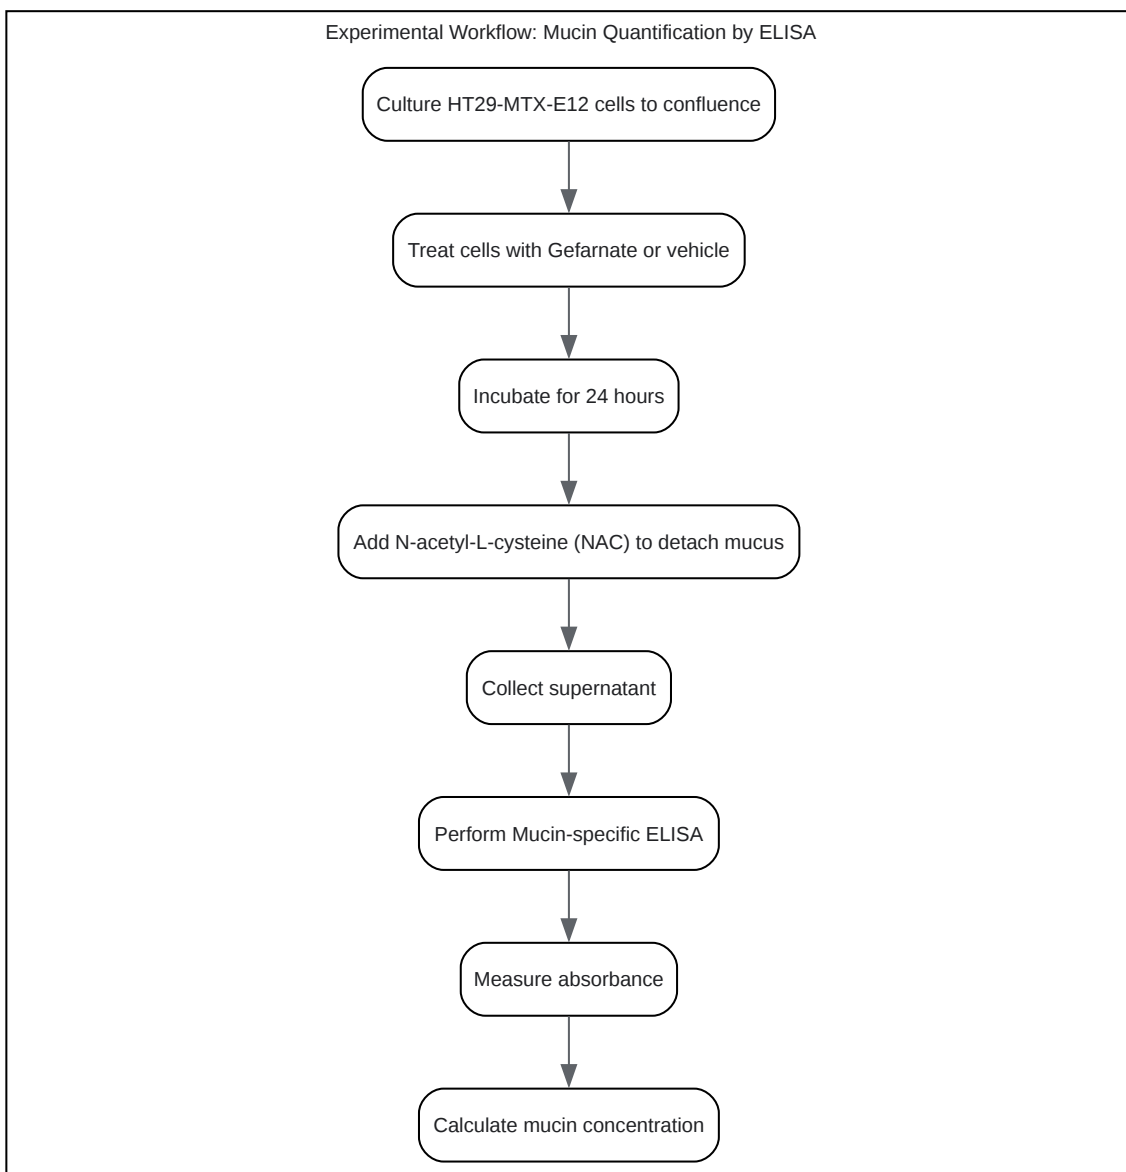 Experimental Workflow: Mucin Quantification by ELISA
Culture HT29-MTX-E12 cells to confluence
Treat cells with Gefarnate or vehicle
Incubate for 24 hours
Add N-acetyl-L-cysteine (NAC) to detach mucus
Collect supernatant
Perform Mucin-specific ELISA
Measure absorbance
Calculate mucin concentration